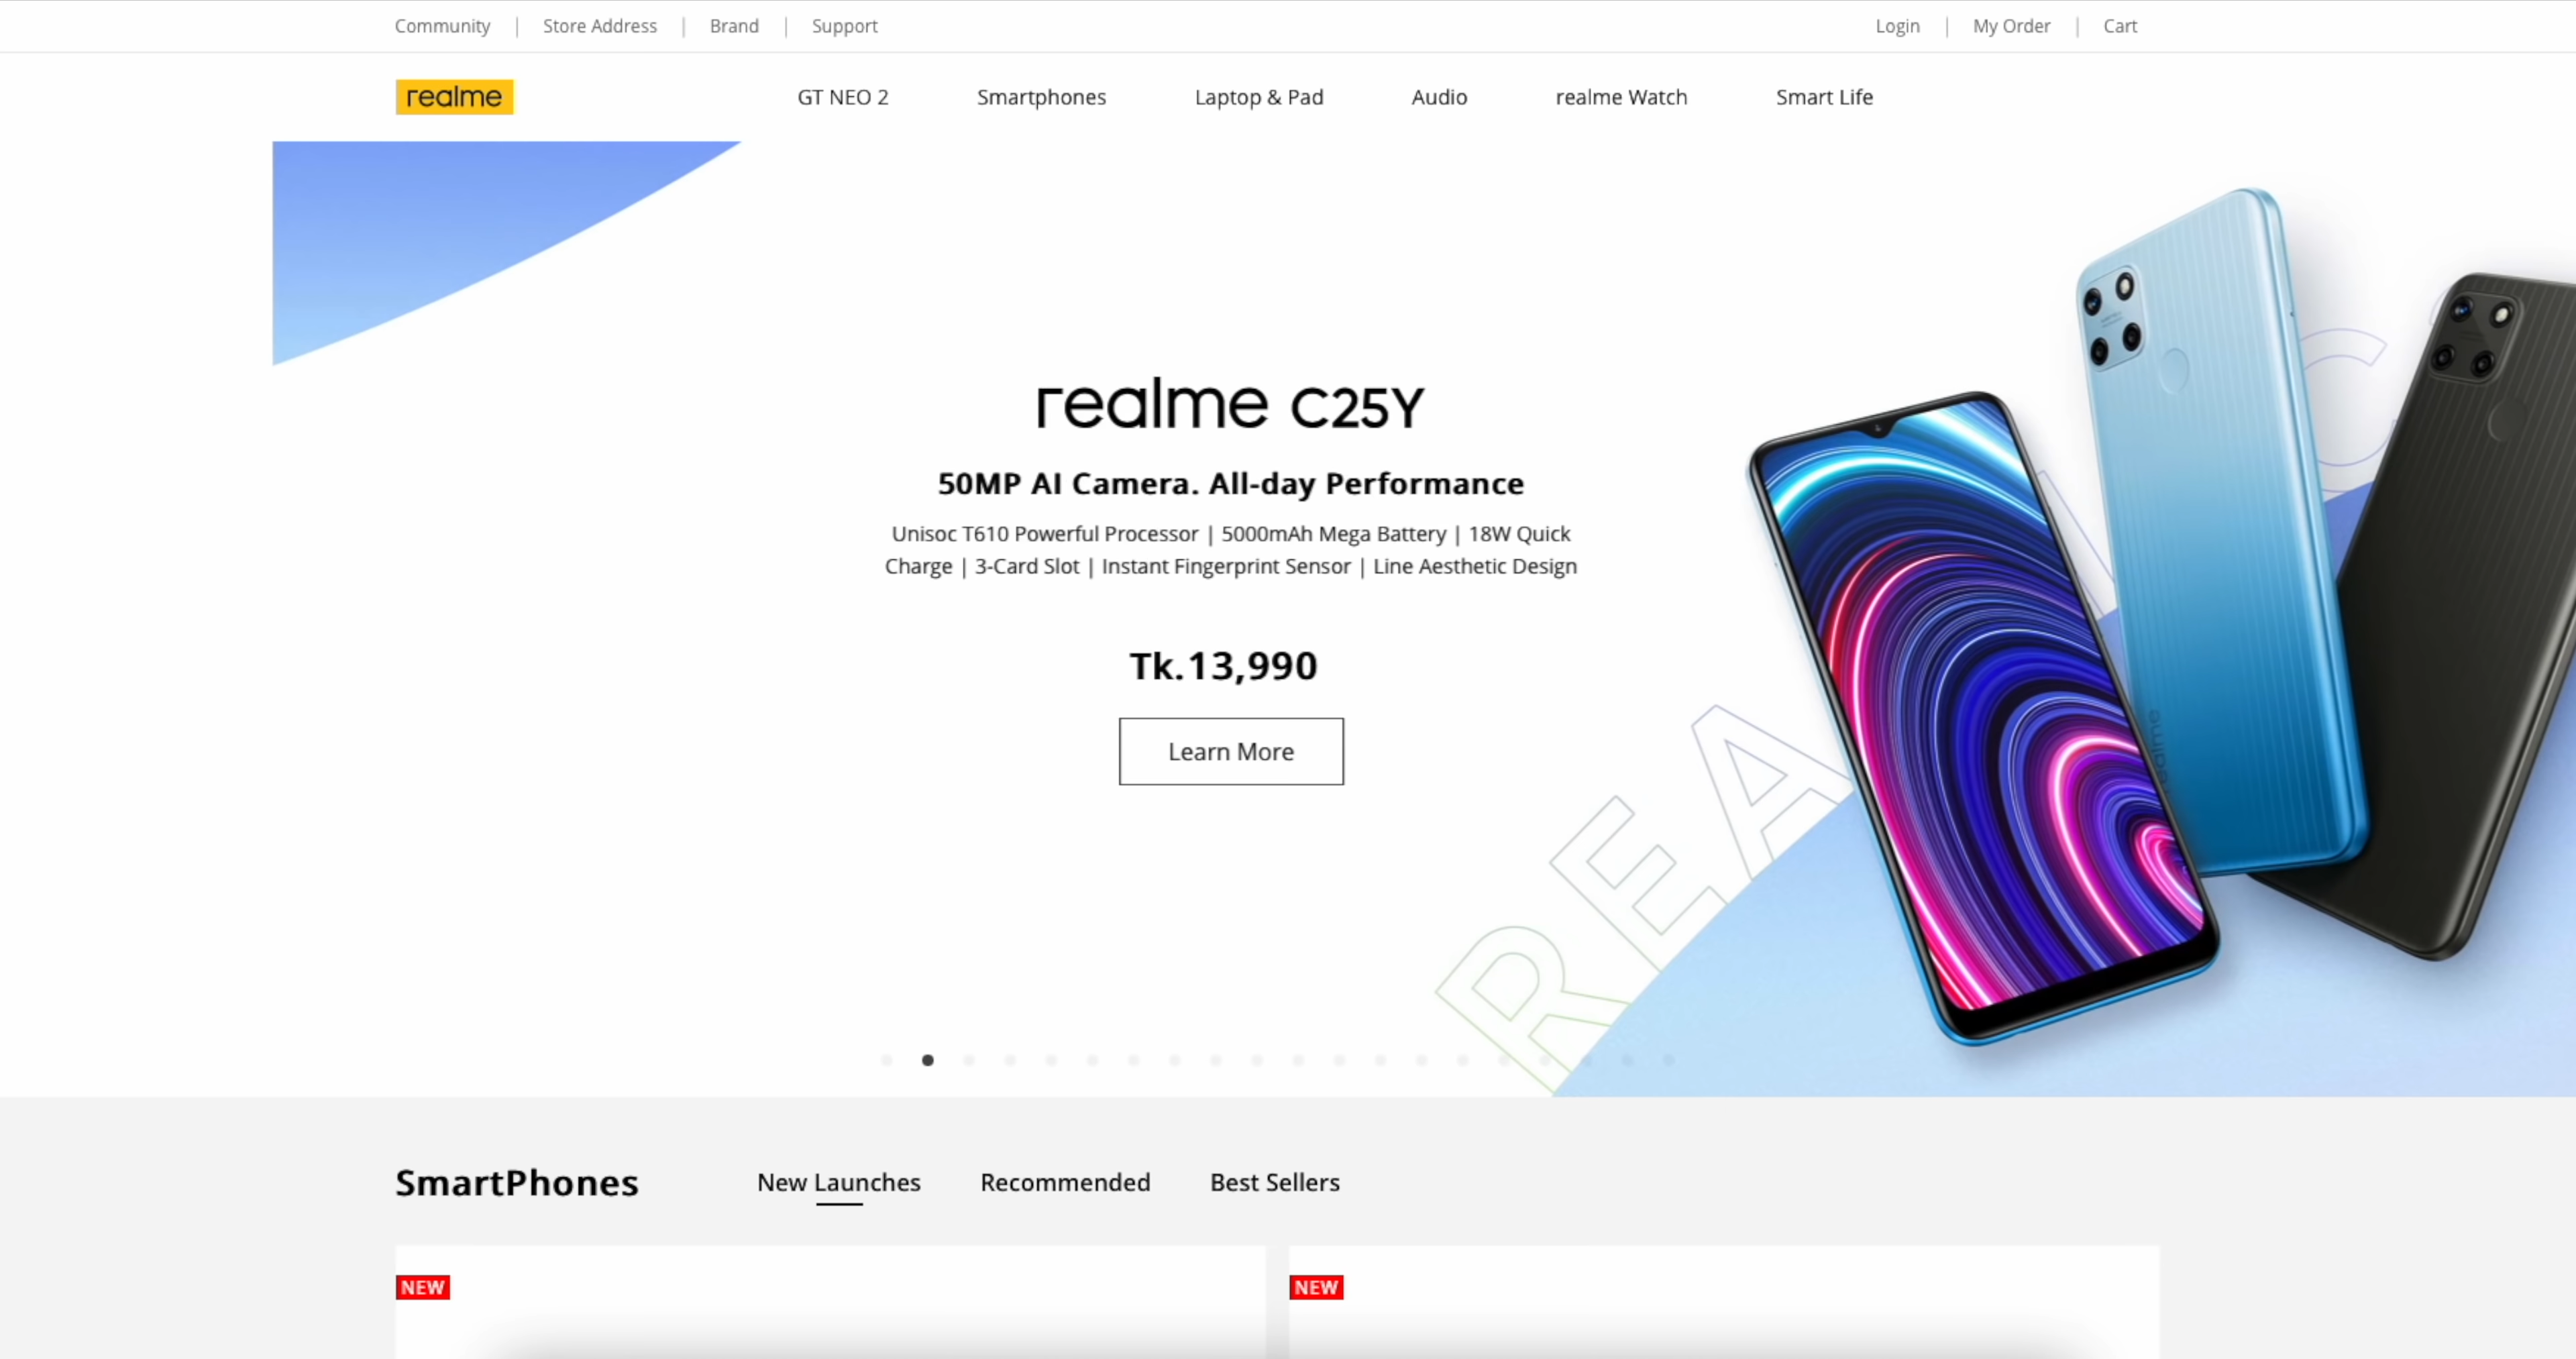 Community | Store Address | Brand | Support
Login | My Order | Cart
realme
GT NEO 2
Smartphones
Laptop & Pad
Audio
realme Watch
Smart Life
realme C25Y
50MP AI Camera. All-day Performance
Unisoc T610 Powerful Processor | 5000mAh Mega Battery | 18W Quick
Charge | 3-Card Slot | Instant Fingerprint Sensor | Line Aesthetic Design
Tk.13,990
Learn More
REA
C
realme
SmartPhones
New Launches
Recommended
Best Sellers
NEW
NEW